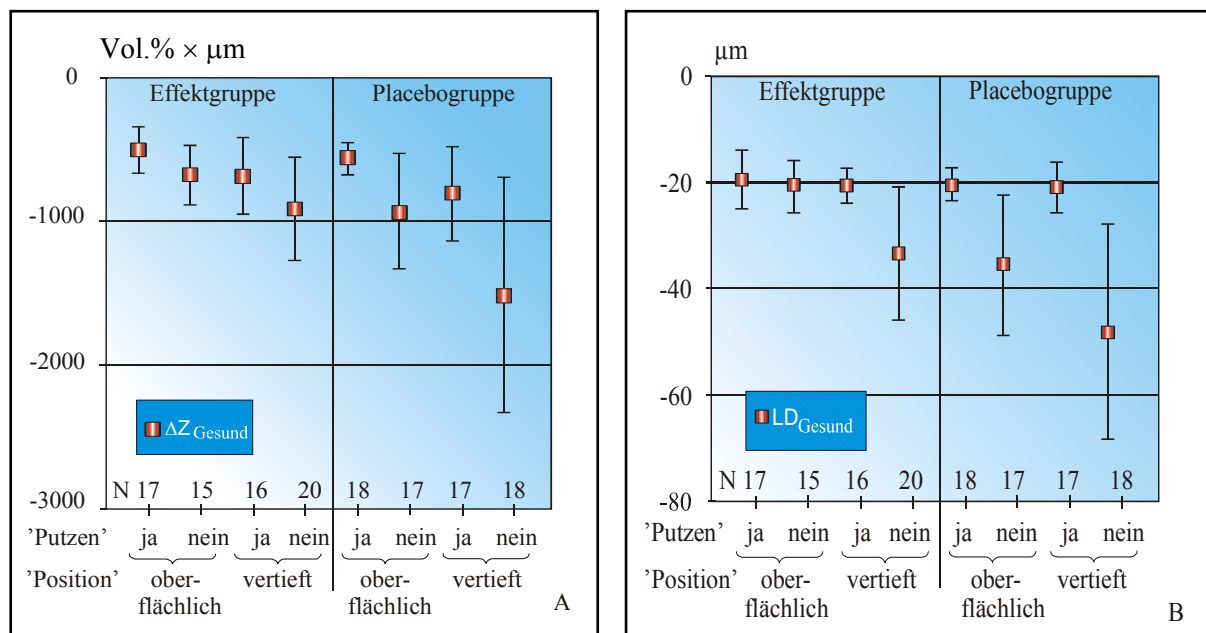 Vol.% × µm
0
-1000
-2000
-3000
Effektgruppe
Placebogruppe
ΔZ Gesund
N 17 15 16 20 18 17 17 18
'Putzen' ja nein ja nein ja nein ja nein
'Position' ober-flächlich vertieft ober-flächlich vertieft
A
µm
0
-20
-40
-60
-80
Effektgruppe
Placebogruppe
LD Gesund
N 17 15 16 20 18 17 17 18
'Putzen' ja nein ja nein ja nein ja nein
'Position' ober-flächlich vertieft ober-flächlich vertieft
B